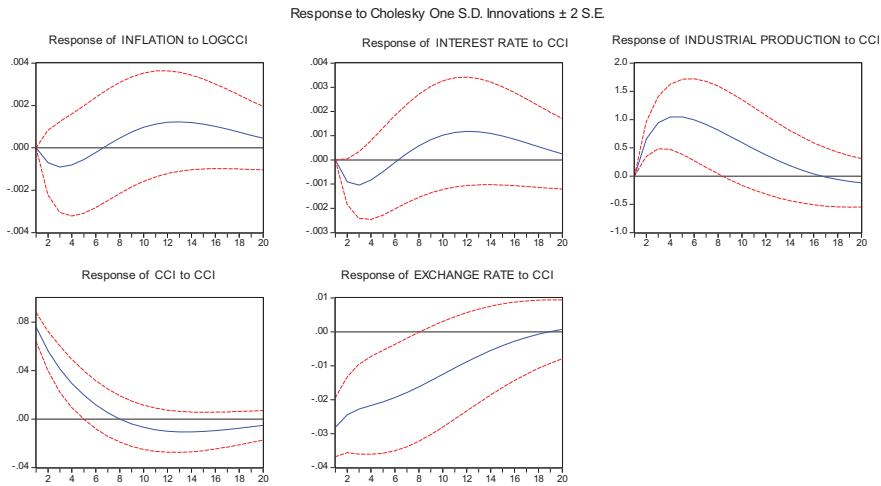 Response to Cholesky One S.D. Innovations ± 2 S.E.
Response of INFLATION to LOGCCI
.004
.002
.000
-.002
-.004
2 4 6 8 10 12 14 16 18 20
Response of INTEREST RATE to CCI
.004
.003
.002
.001
.000
-.001
-.002
-.003
2 4 6 8 10 12 14 16 18 20
Response of INDUSTRIAL PRODUCTION to CCI
2.0
1.5
1.0
0.5
0.0
-0.5
-1.0
2 4 6 8 10 12 14 16 18 20
Response of CCI to CCI
.08
.04
.00
-.04
2 4 6 8 10 12 14 16 18 20
Response of EXCHANGE RATE to CCI
.01
.00
-.01
-.02
-.03
-.04
2 4 6 8 10 12 14 16 18 20